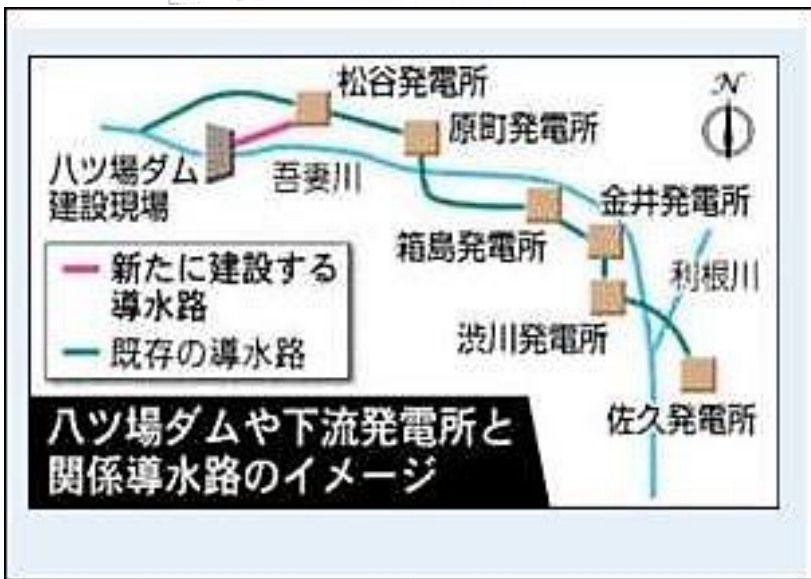 松谷発電所
N
原町発電所
八ツ場ダム
建設現場
吾妻川
金井発電所
箱島発電所
新たに建設する
導水路
利根川
既存の導水路
渋川発電所
佐久発電所
八ツ場ダムや下流発電所と
関係導水路のイメージ